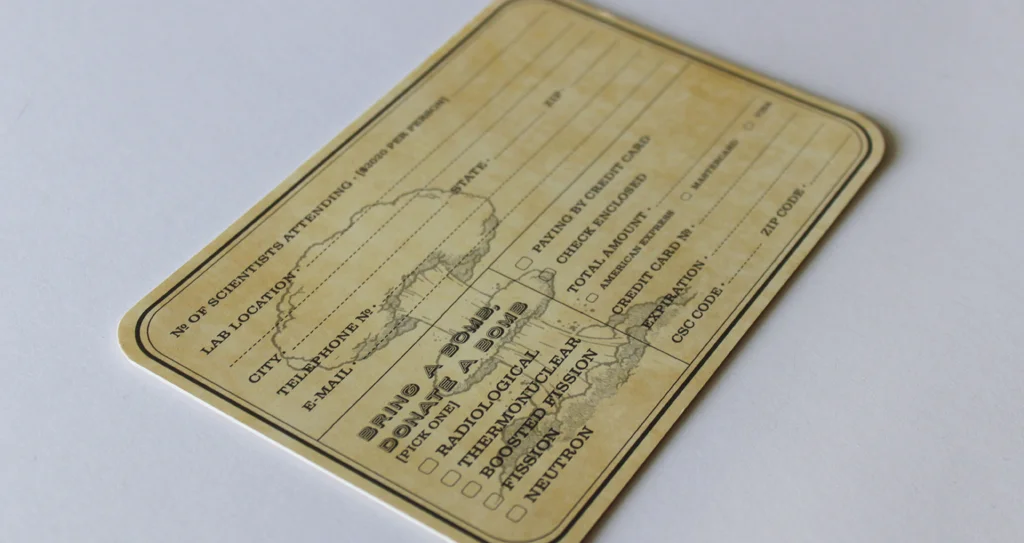 № OF SCIENTISTS ATTENDING · [$2020 PER PERSON]
LAB LOCATION ·
CITY · STATE · ZIP
TELEPHONE № ·
E-MAIL ·
BRING A BOMB,
DONATE A BOMB
[PICK ONE]
RADIOLOGICAL
THERMONUCLEAR
BOOSTED FISSION
FISSION
NEUTRON
PAYING BY CREDIT CARD
CHECK ENCLOSED
TOTAL AMOUNT ·
AMERICAN EXPRESS MASTERCARD VISA
CREDIT CARD № ·
EXPIRATION ·
CSC CODE · ZIP CODE ·